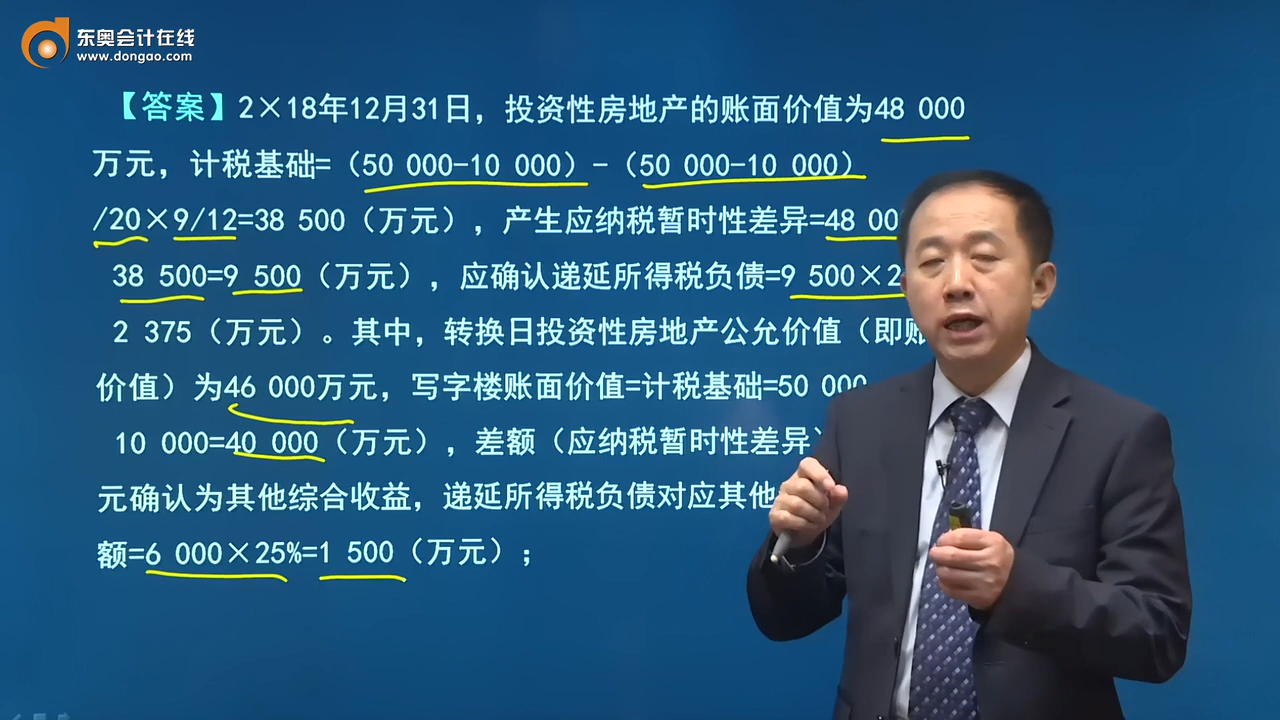 东奥会计在线
www.dongao.com
【答案】2×18年12月31日，投资性房地产的账面价值为48 000
万元，计税基础=（50 000-10 000）-（50 000-10 000）
/20×9/12=38 500（万元），产生应纳税暂时性差异=48 00
38 500=9 500（万元），应确认递延所得税负债=9 500×2
2 375（万元）。其中，转换日投资性房地产公允价值（即账
价值）为46 000万元，写字楼账面价值=计税基础=50 000
10 000=40 000（万元），差额（应纳税暂时性差异）
元确认为其他综合收益，递延所得税负债对应其他
额=6 000×25%=1 500（万元）；